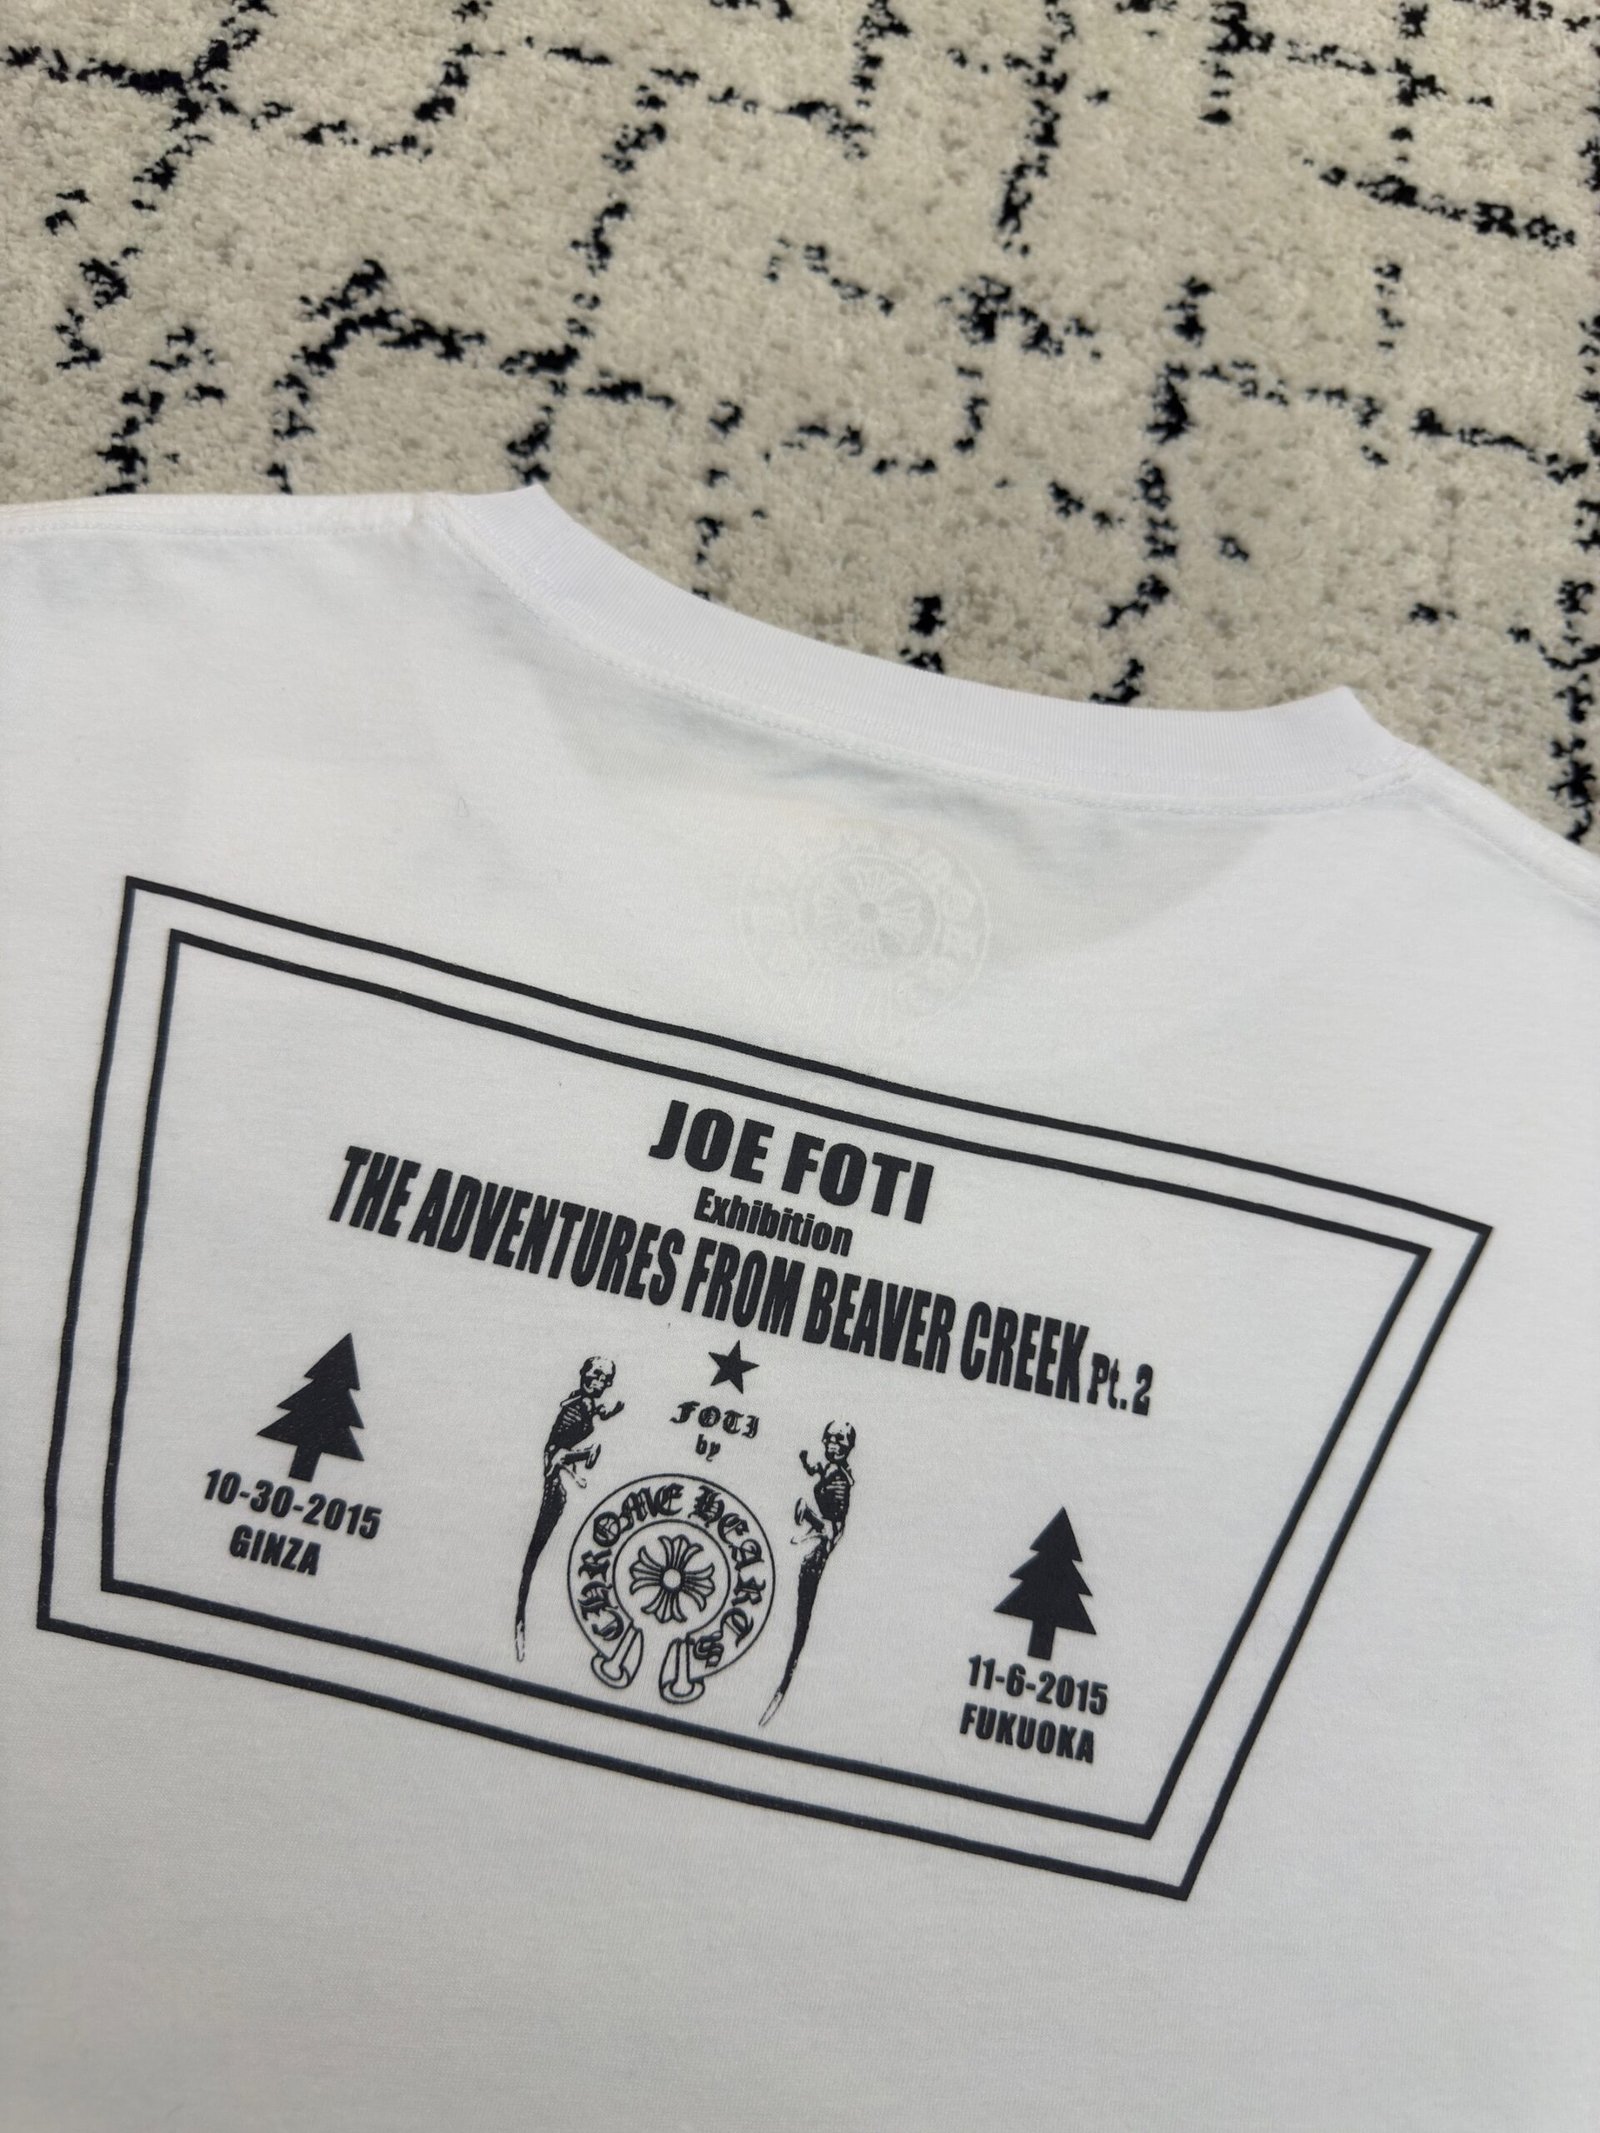 JOE FOTI
Exhibition
THE ADVENTURES FROM BEAVER CREEK Pt. 2
FOTI
by
CHROME HEARTS
10-30-2015
GINZA
11-6-2015
FUKUOKA